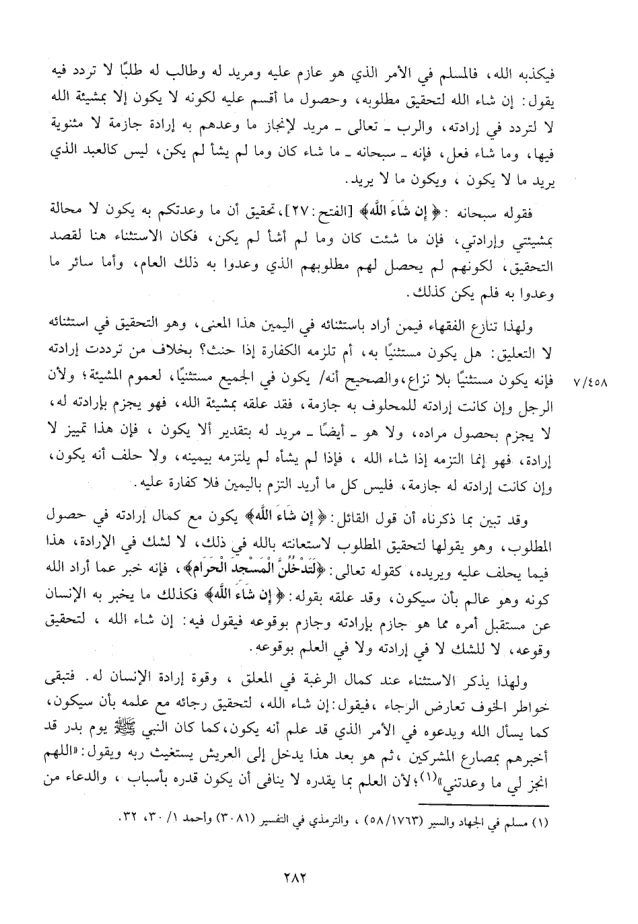 فيكذبه الله، فالمسلم في الأمر الذي هو عازم عليه ومريد له وطالب له طلبًا لا تردد فيه
يقول: إن شاء الله لتحقيق مطلوبه، وحصول ما أقسم عليه لكونه لا يكون إلا بمشيئة الله
لا لتردد في إرادته، والرب ـ تعالى ـ مريد لإنجاز ما وعدهم به إرادة جازمة لا مثنوية
فيها، وما شاء فعل، فإنه ـ سبحانه ـ ما شاء كان وما لم يشأ لم يكن، ليس كالعبد الذي
يريد ما لا يكون ، ويكون ما لا يريد.
فقوله سبحانه :﴿ إِن شَاءَ اللَّهُ﴾ [الفتح:٢٧]،تحقيق أن ما وعدتكم به يكون لا محالة
بمشيئتي وإرادتي، فإن ما شئت كان وما لم أشأ لم يكن، فكان الاستثناء هنا لقصد
التحقيق، لكونهم لم يحصل لهم مطلوبهم الذي وعدوا به ذلك العام، وأما سائر ما
وعدوا به فلم يكن كذلك.
ولهذا تنازع الفقهاء فيمن أراد باستثنائه في اليمين هذا المعنى، وهو التحقيق في استثنائه
لا التعليق: هل يكون مستثنيًا به، أم تلزمه الكفارة إذا حنث؟ بخلاف من ترددت إرادته
٧/٤٥٨ فإنه يكون مستثنيًا بلا نزاع،والصحيح أنه/ يكون في الجميع مستثنيًا، لعموم المشيئة؛ ولأن
الرجل وإن كانت إرادته للمحلوف به جازمة، فقد علقه بمشيئة الله، فهو يجزم بإرادته له،
لا يجزم بحصول مراده، ولا هو ـ أيضًا ـ مريد له بتقدير ألا يكون ، فإن هذا تمييز لا
إرادة، فهو إنما التزمه إذا شاء الله ، فإذا لم يشأه لم يلتزمه بيمينه، ولا حلف أنه يكون،
وإن كانت إرادته له جازمة، فليس كل ما أريد التزم باليمين فلا كفارة عليه.
وقد تبين بما ذكرناه أن قول القائل:﴿ إِن شَاءَ اللَّهُ﴾ يكون مع كمال إرادته في حصول
المطلوب، وهو يقولها لتحقيق المطلوب لاستعانته بالله في ذلك، لا لشك في الإرادة، هذا
فيما يحلف عليه ويريده، كقوله تعالى:﴿لَتَدْخُلُنَّ الْمَسْجِدَ الْحَرَامَ﴾، فإنه خبر عما أراد الله
كونه وهو عالم بأن سيكون، وقد علقه بقوله:﴿ إِن شَاءَ اللَّهُ﴾ فكذلك ما يخبر به الإنسان
عن مستقبل أمره مما هو جازم بإرادته وجازم بوقوعه فيقول فيه: إن شاء الله ، لتحقيق
وقوعه، لا للشك لا في إرادته ولا في العلم بوقوعه.
ولهذا يذكر الاستثناء عند كمال الرغبة في المعلق ، وقوة إرادة الإنسان له. فتبقى
خواطر الخوف تعارض الرجاء ،فيقول:إن شاء الله، لتحقيق رجائه مع علمه بأن سيكون،
كما يسأل الله ويدعوه في الأمر الذي قد علم أنه يكون،كما كان النبي ﷺ يوم بدر قد
أخبرهم بمصارع المشركين ،ثم هو بعد هذا يدخل إلى العريش يستغيث ربه ويقول:«اللهم
انجز لي ما وعدتني»(١)؛لأن العلم بما يقدره لا ينافى أن يكون قدره بأسباب ، والدعاء من
(١) مسلم في الجهاد والسير (٥٨/١٧٦٣) ، والترمذي في التفسير (٣٠٨١) وأحمد ١/ ٣٠، ٣٢.
٢٨٢